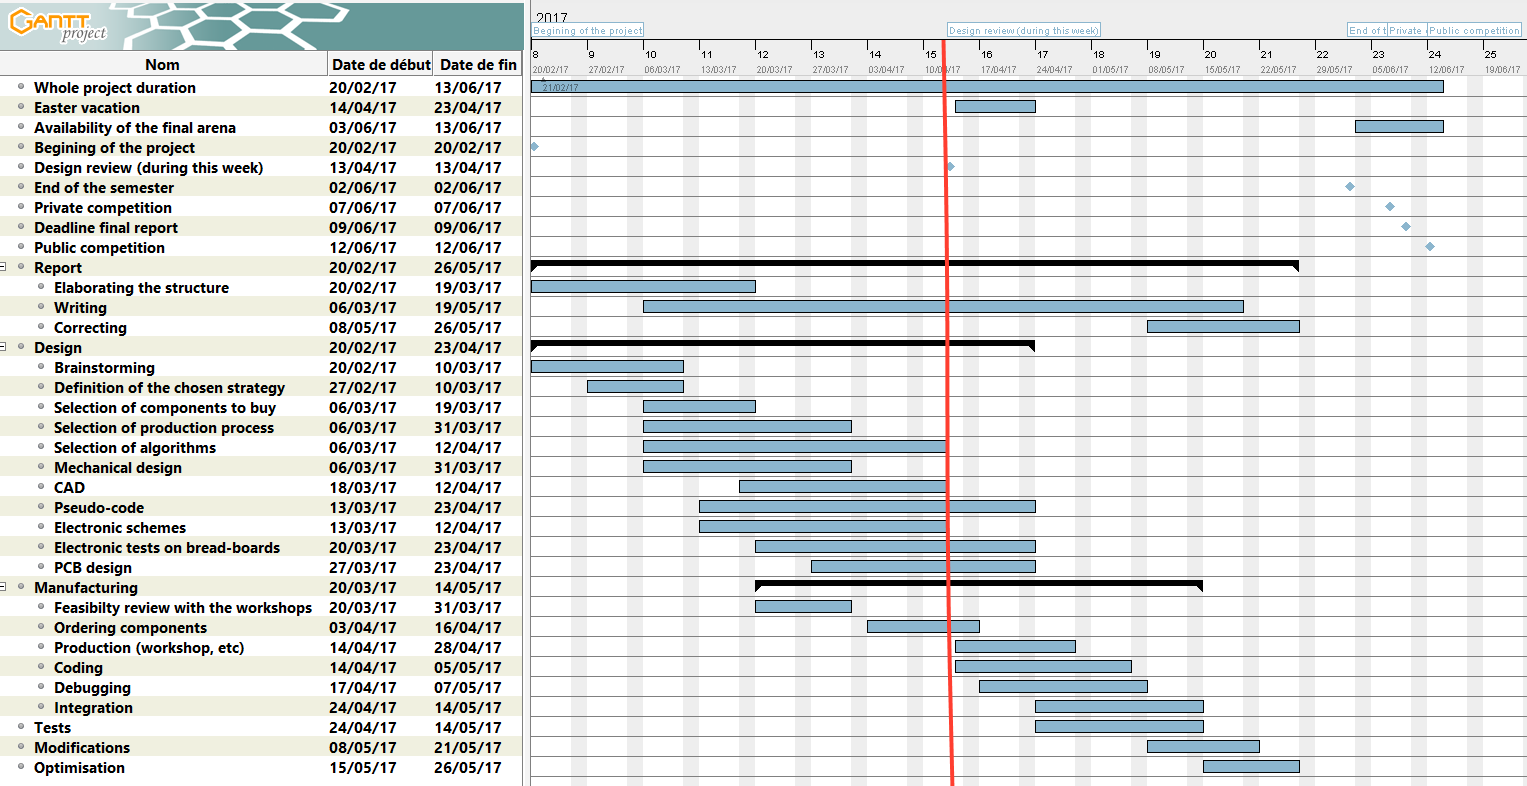 GANTT
project
2017
Begining of the project
Design review (during this week)
End of t
Private
Public competition
8 9 10 11 12 13 14 15 16 17 18 19 20 21 22 23 24 25
20/02/17 27/02/17 06/03/17 13/03/17 20/03/17 27/03/17 03/04/17 17/04/17 24/04/17 01/05/17 08/05/17 15/05/17 22/05/17 29/05/17 05/06/17 12/06/17 19/06/17
Nom Date de début Date de fin
21/02/17
Whole project duration 20/02/17 13/06/17
Easter vacation 14/04/17 23/04/17
Availability of the final arena 03/06/17 13/06/17
Begining of the project 20/02/17 20/02/17
Design review (during this week) 13/04/17 13/04/17
End of the semester 02/06/17 02/06/17
Private competition 07/06/17 07/06/17
Deadline final report 09/06/17 09/06/17
Public competition 12/06/17 12/06/17
Report 20/02/17 26/05/17
Elaborating the structure 20/02/17 19/03/17
Writing 06/03/17 19/05/17
Correcting 08/05/17 26/05/17
Design 20/02/17 23/04/17
Brainstorming 20/02/17 10/03/17
Definition of the chosen strategy 27/02/17 10/03/17
Selection of components to buy 06/03/17 19/03/17
Selection of production process 06/03/17 31/03/17
Selection of algorithms 06/03/17 12/04/17
Mechanical design 06/03/17 31/03/17
CAD 18/03/17 12/04/17
Pseudo-code 13/03/17 23/04/17
Electronic schemes 13/03/17 12/04/17
Electronic tests on bread-boards 20/03/17 23/04/17
PCB design 27/03/17 23/04/17
Manufacturing 20/03/17 14/05/17
Feasibilty review with the workshops 20/03/17 31/03/17
Ordering components 03/04/17 16/04/17
Production (workshop, etc) 14/04/17 28/04/17
Coding 14/04/17 05/05/17
Debugging 17/04/17 07/05/17
Integration 24/04/17 14/05/17
Tests 24/04/17 14/05/17
Modifications 08/05/17 21/05/17
Optimisation 15/05/17 26/05/17